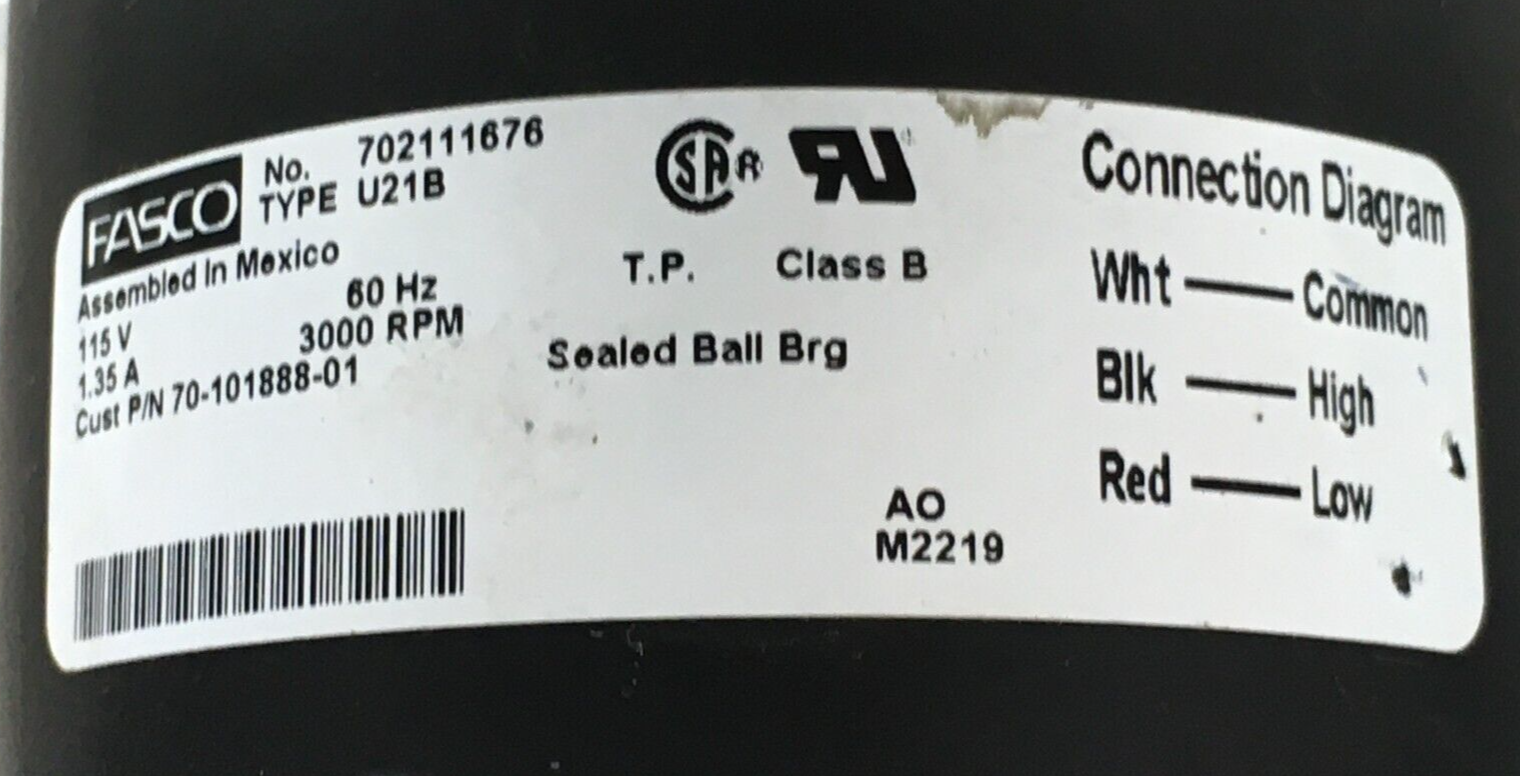 FASCO
No. 702111676
TYPE U21B
Assembled In Mexico
115 V 60 Hz
1.35 A 3000 RPM
Cust P/N 70-101888-01
SA R
T.P. Class B
Sealed Ball Brg
AO
M2219
Connection Diagram
Wht — Common
Blk — High
Red — Low